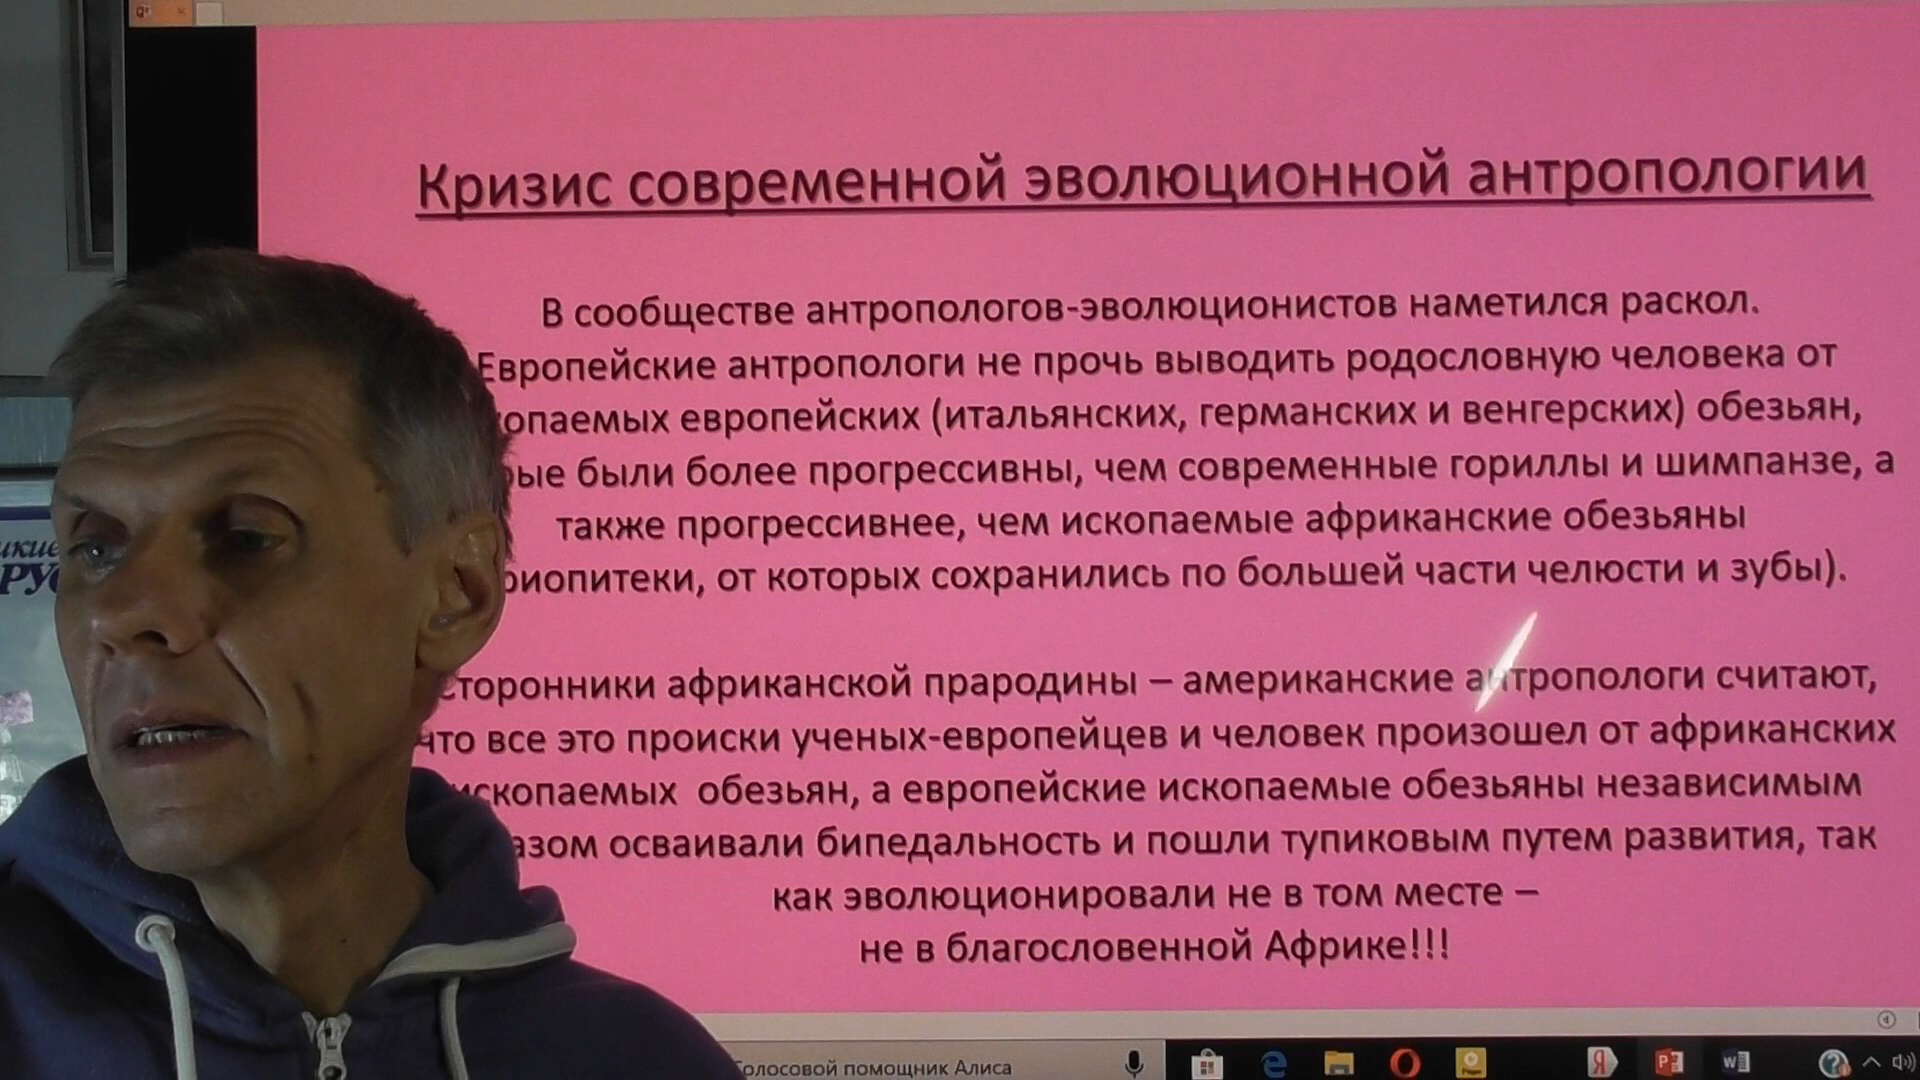 Кризис современной эволюционной антропологии
В сообществе антропологов-эволюционистов наметился раскол.
Европейские антропологи не прочь выводить родословную человека от
европейских (итальянских, германских и венгерских) обезьян,
были более прогрессивны, чем современные гориллы и шимпанзе, а
также прогрессивнее, чем ископаемые африканские обезьяны
от которых сохранились по большей части челюсти и зубы).
Сторонники африканской прародины – американские антропологи считают,
что все это происки ученых-европейцев и человек произошел от африканских
ископаемых обезьян, а европейские ископаемые обезьяны независимым
осваивали бипедальность и пошли тупиковым путем развития, так
как эволюционировали не в том месте –
не в благословенной Африке!!!
Голосовой помощник Алиса